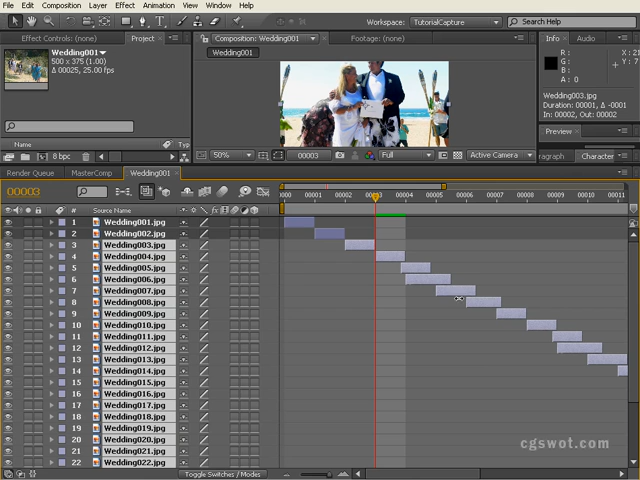 File Edit Composition Layer Effect Animation View Window Help
Workspace: TutorialCapture Search Help
Effect Controls: (none) Project Composition: Wedding001 Footage: (none) Info Audio
Wedding001
500 x 375 (1.00)
Δ 00025, 25.00 fps
Wedding001
R :
G :
B :
A : 0
Wedding003.jpg
Duration: 00001, Δ -0001
In: 00002, Out: 00002
Preview
Name
8 bpc
50% 00003 Full Active Camera
aragraph Character
Render Queue MasterComp Wedding001
00003
0000 00001 00002 00003 00004 00005 00006 00007 00008 00009 00010 00011
# Source Name
1 Wedding001.jpg
2 Wedding002.jpg
3 Wedding003.jpg
4 Wedding004.jpg
5 Wedding005.jpg
6 Wedding006.jpg
7 Wedding007.jpg
8 Wedding008.jpg
9 Wedding009.jpg
10 Wedding010.jpg
11 Wedding011.jpg
12 Wedding012.jpg
13 Wedding013.jpg
14 Wedding014.jpg
15 Wedding015.jpg
16 Wedding016.jpg
17 Wedding017.jpg
18 Wedding018.jpg
19 Wedding019.jpg
20 Wedding020.jpg
21 Wedding021.jpg
22 Wedding022.jpg
cgswot.com
Toggle Switches / Modes